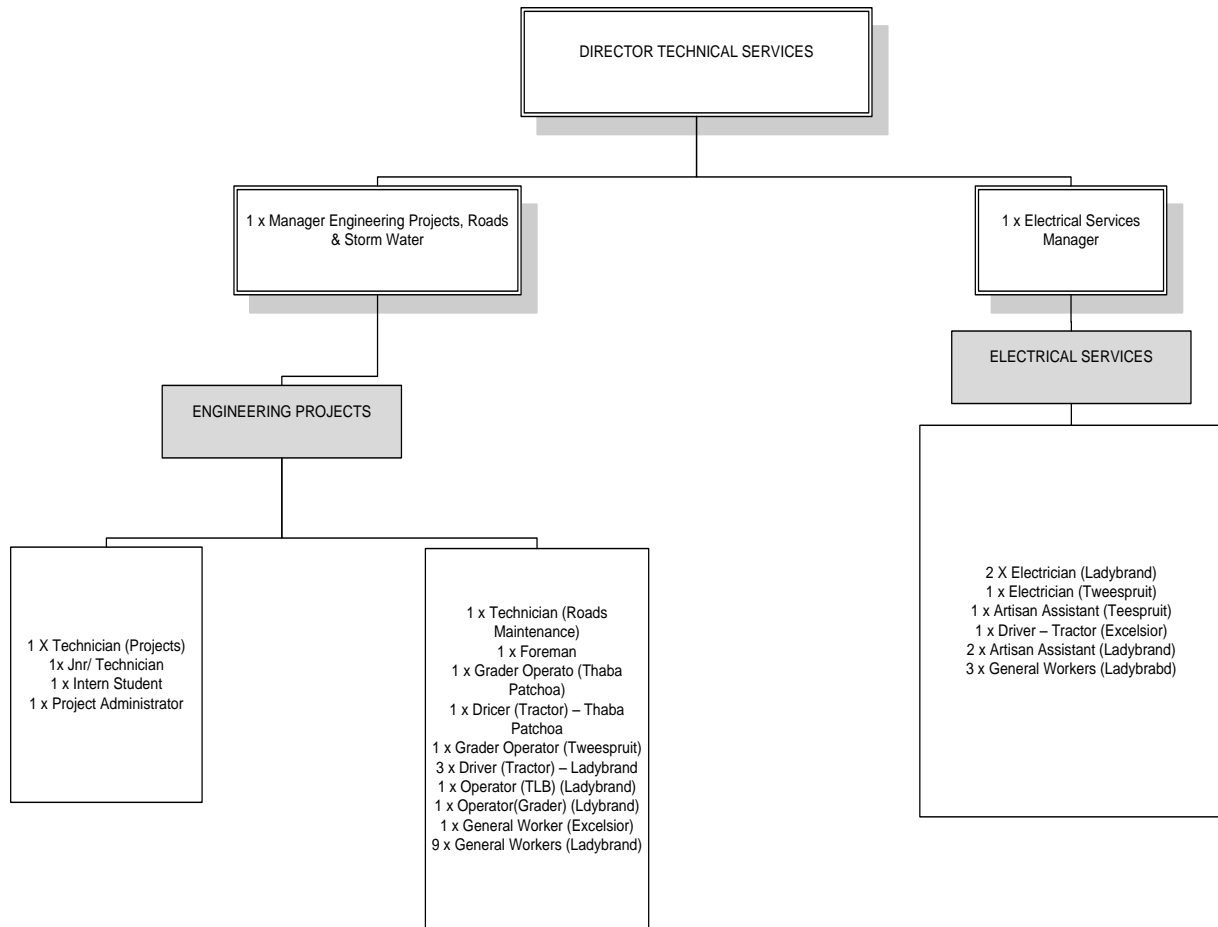 DIRECTOR TECHNICAL SERVICES
1 x Manager Engineering Projects, Roads
& Storm Water
1 x Electrical Services
Manager
ELECTRICAL SERVICES
ENGINEERING PROJECTS
1 X Technician (Projects)
1x Jnr/ Technician
1 x Intern Student
1 x Project Administrator
1 x Technician (Roads
Maintenance)
1 x Foreman
1 x Grader Operato (Thaba
Patchoa)
1 x Dricer (Tractor) – Thaba
Patchoa
1 x Grader Operator (Tweespruit)
3 x Driver (Tractor) – Ladybrand
1 x Operator (TLB) (Ladybrand)
1 x Operator(Grader) (Ldybrand)
1 x General Worker (Excelsior)
9 x General Workers (Ladybrand)
2 X Electrician (Ladybrand)
1 x Electrician (Tweespruit)
1 x Artisan Assistant (Teespruit)
1 x Driver – Tractor (Excelsior)
2 x Artisan Assistant (Ladybrand)
3 x General Workers (Ladybrabd)